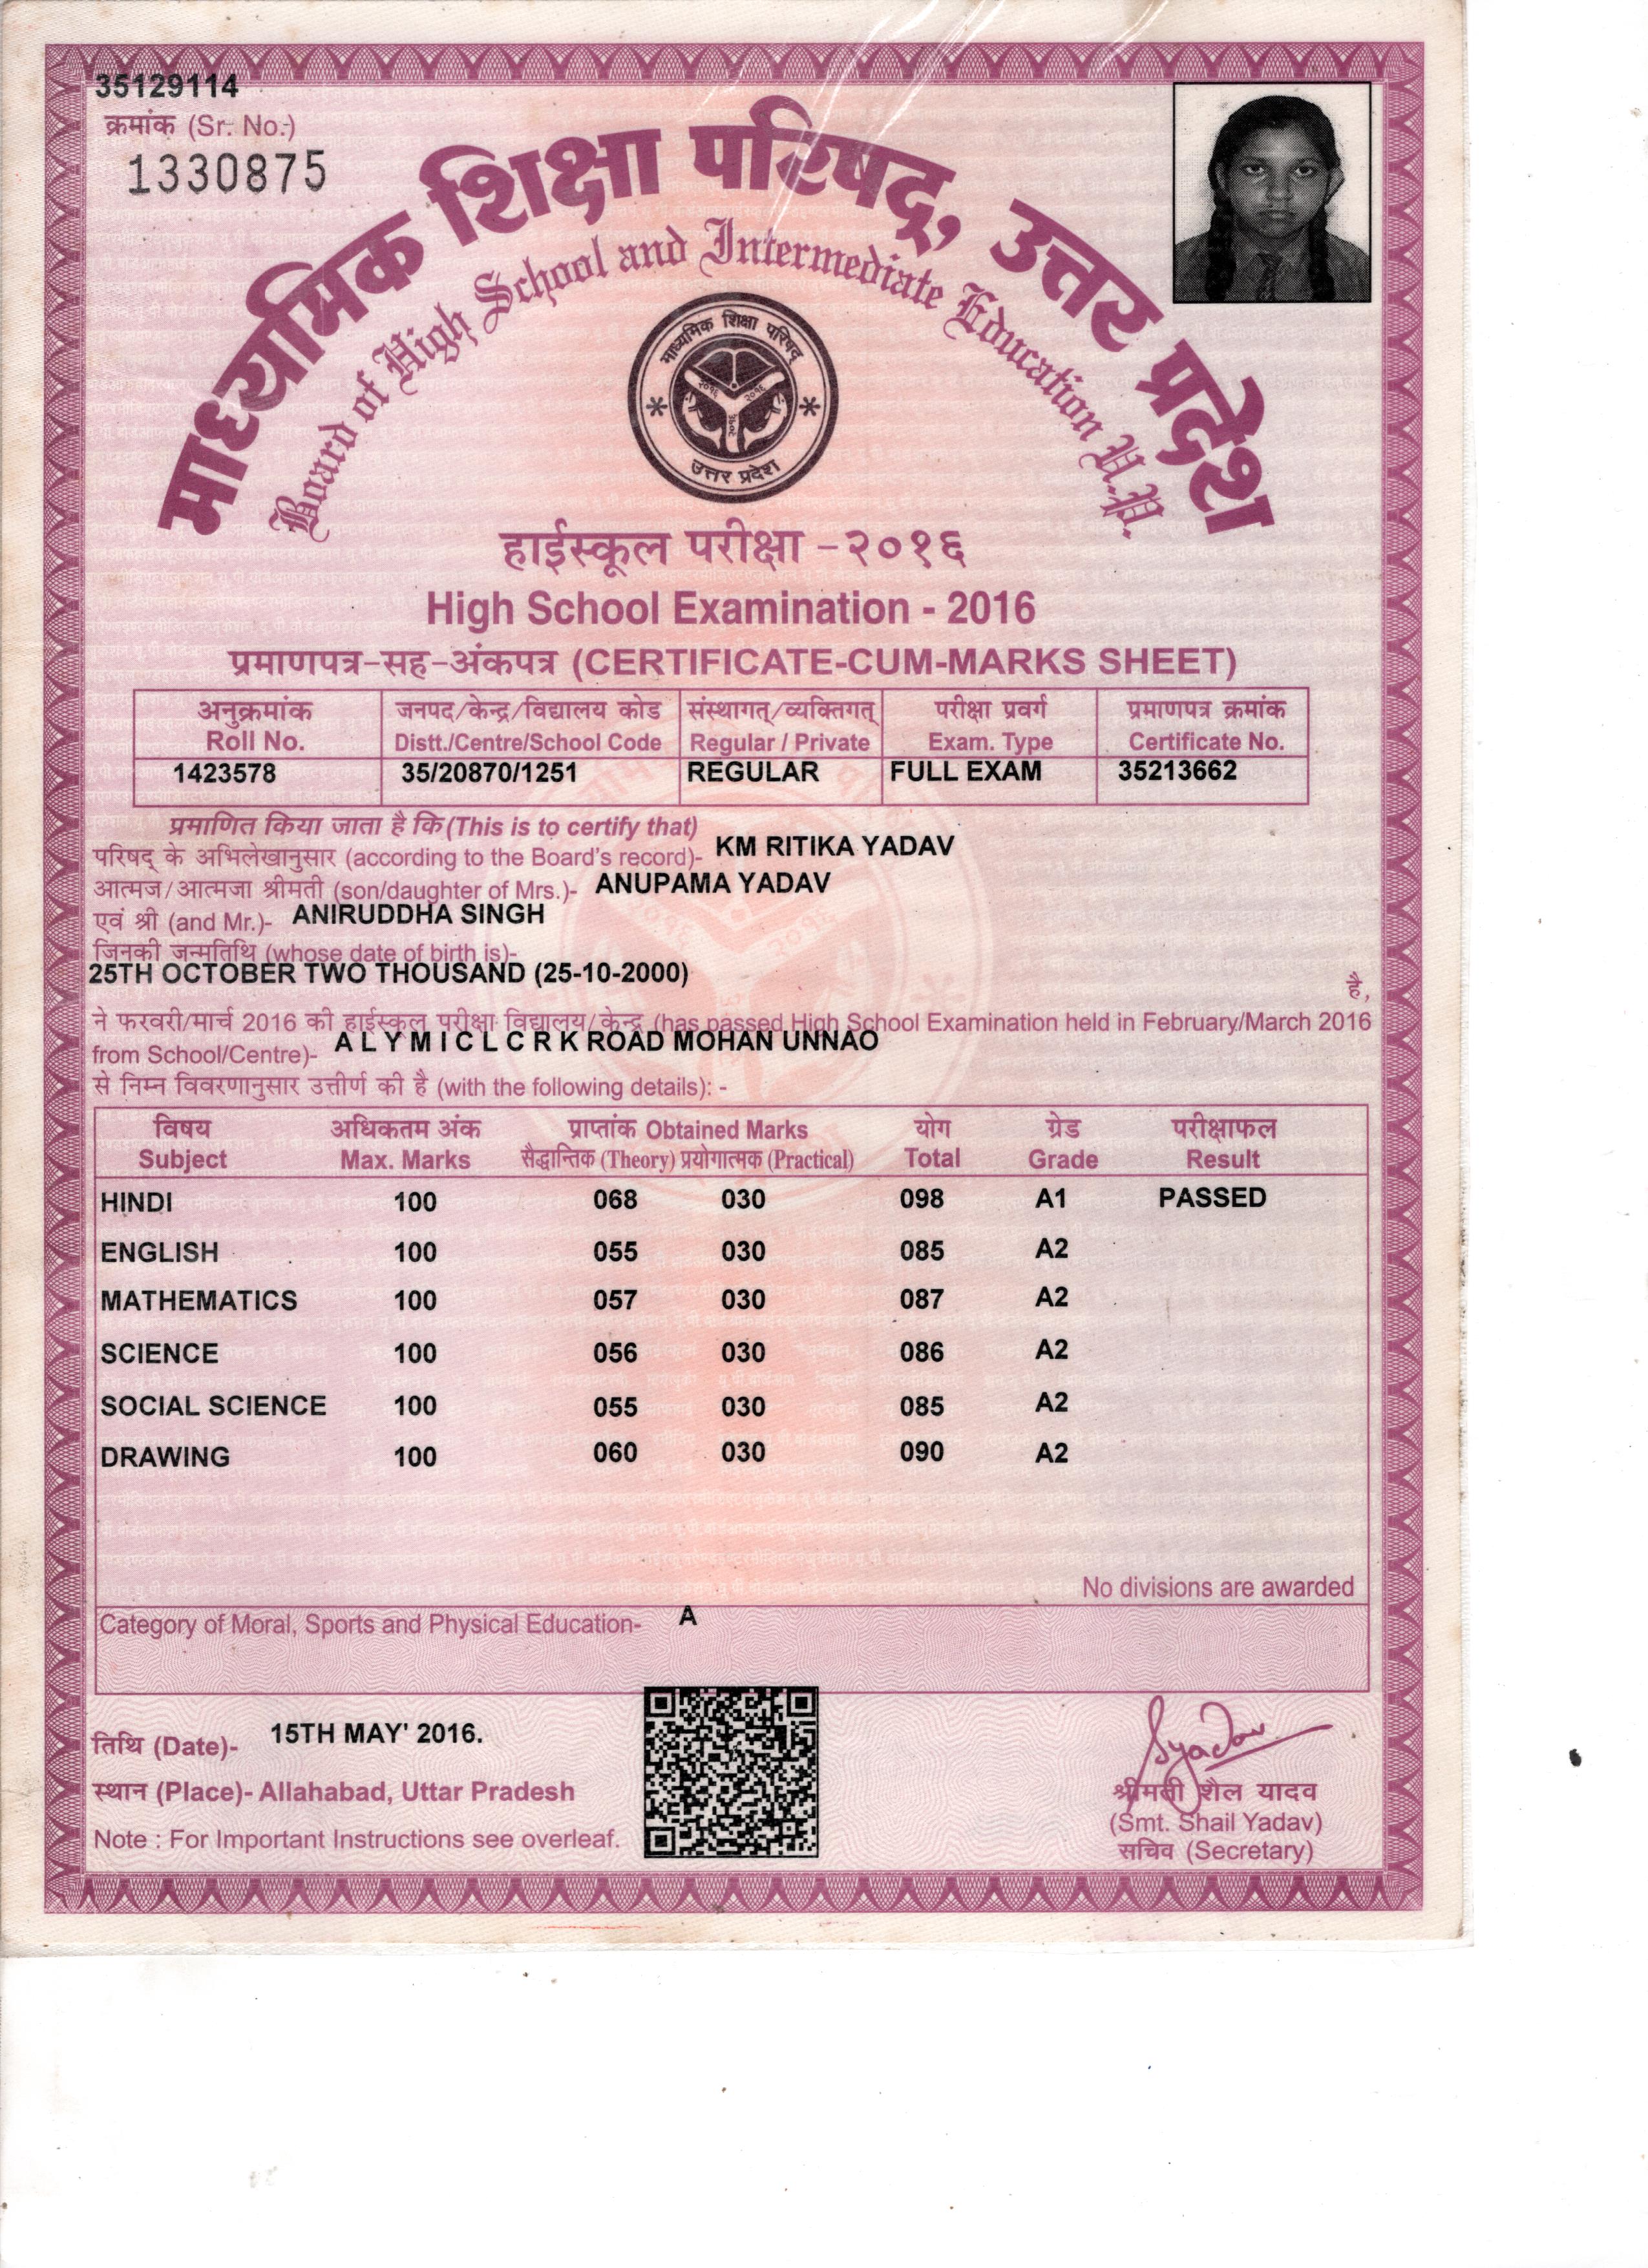 35129114
क्रमांक (Sr. No.)
1330875
माध्यमिक शिक्षा परिषद्, उत्तर प्रदेश
Board of High School and Intermediate Education U.P.
माध्यमिक शिक्षा परिषद्
२०१६ २०१६
२०१६
उत्तर प्रदेश
हाईस्कूल परीक्षा -२०१६
High School Examination - 2016
प्रमाणपत्र-सह-अंकपत्र (CERTIFICATE-CUM-MARKS SHEET)
अनुक्रमांक जनपद/केन्द्र/विद्यालय कोड संस्थागत्/व्यक्तिगत् परीक्षा प्रवर्ग प्रमाणपत्र क्रमांक
Roll No. Distt./Centre/School Code Regular / Private Exam. Type Certificate No.
1423578 35/20870/1251 REGULAR FULL EXAM 35213662
प्रमाणित किया जाता है कि (This is to certify that)
परिषद् के अभिलेखानुसार (according to the Board's record)- KM RITIKA YADAV
आत्मज/आत्मजा श्रीमती (son/daughter of Mrs.)- ANUPAMA YADAV
एवं श्री (and Mr.)- ANIRUDDHA SINGH
जिनकी जन्मतिथि (whose date of birth is)-
25TH OCTOBER TWO THOUSAND (25-10-2000)
है,
ने फरवरी/मार्च 2016 की हाईस्कूल परीक्षा विद्यालय/केन्द्र (has passed High School Examination held in February/March 2016
from School/Centre)- A L Y M I C L C R K ROAD MOHAN UNNAO
से निम्न विवरणानुसार उत्तीर्ण की है (with the following details): -
विषय अधिकतम अंक प्राप्तांक Obtained Marks योग ग्रेड परीक्षाफल
Subject Max. Marks सैद्धान्तिक (Theory) प्रयोगात्मक (Practical) Total Grade Result
HINDI 100 068 030 098 A1 PASSED
ENGLISH 100 055 030 085 A2
MATHEMATICS 100 057 030 087 A2
SCIENCE 100 056 030 086 A2
SOCIAL SCIENCE 100 055 030 085 A2
DRAWING 100 060 030 090 A2
No divisions are awarded
Category of Moral, Sports and Physical Education- A
तिथि (Date)- 15TH MAY' 2016.
स्थान (Place)- Allahabad, Uttar Pradesh
Note : For Important Instructions see overleaf.
Syadav
श्रीमती शैल यादव
(Smt. Shail Yadav)
सचिव (Secretary)